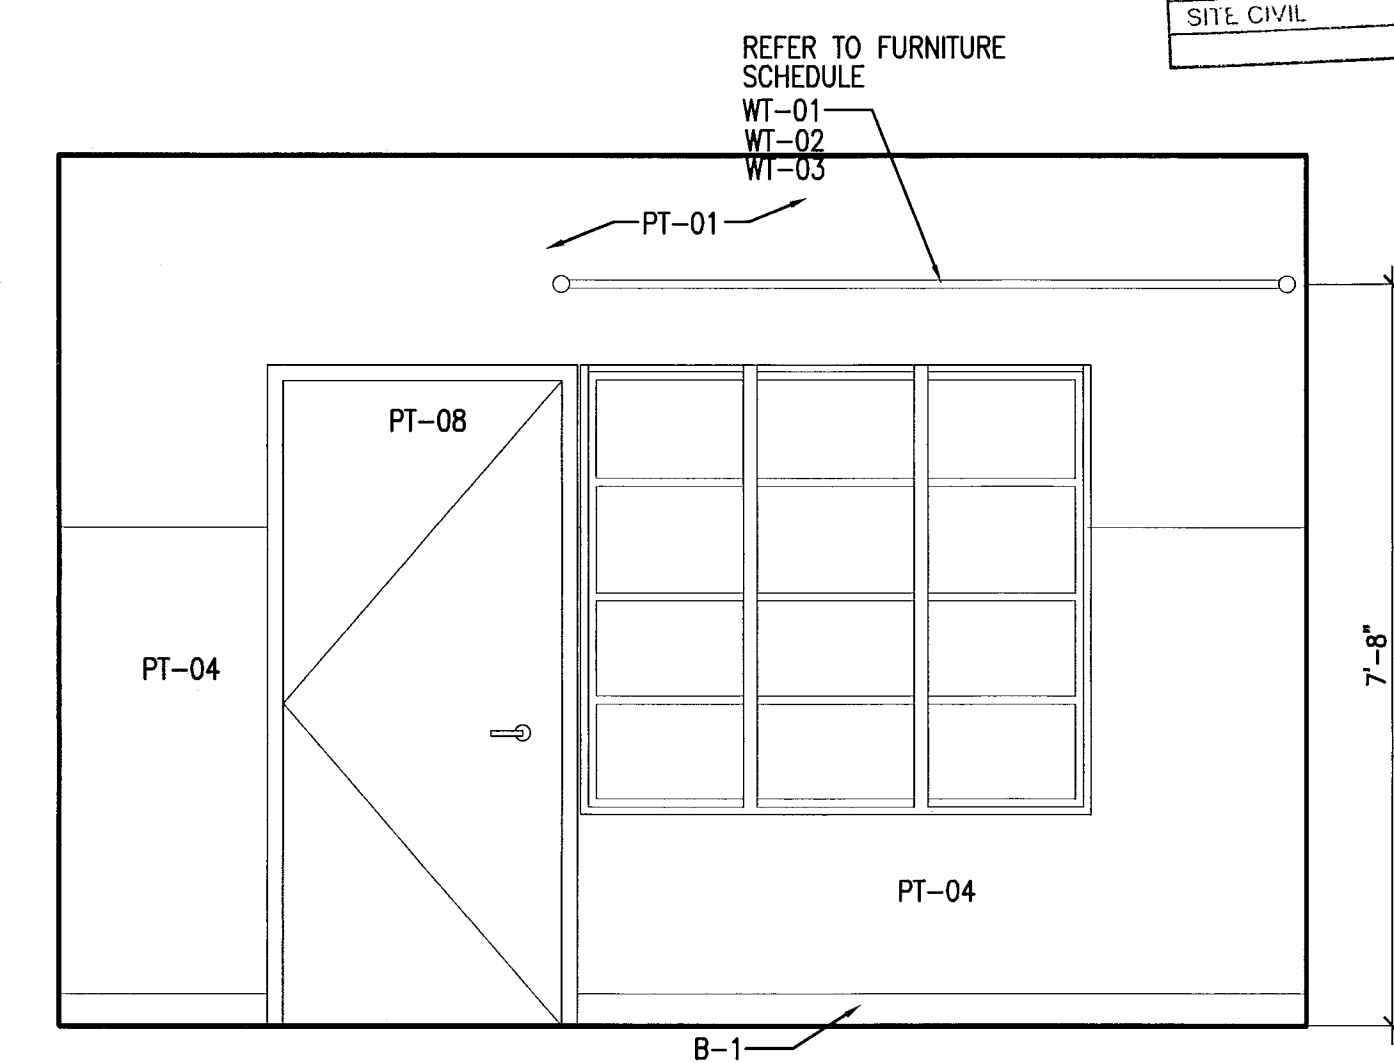 SITE CIVIL
REFER TO FURNITURE
SCHEDULE
WT-01
WT-02
WT-03
PT-01
PT-08
PT-04
7'-8"
PT-04
B-1